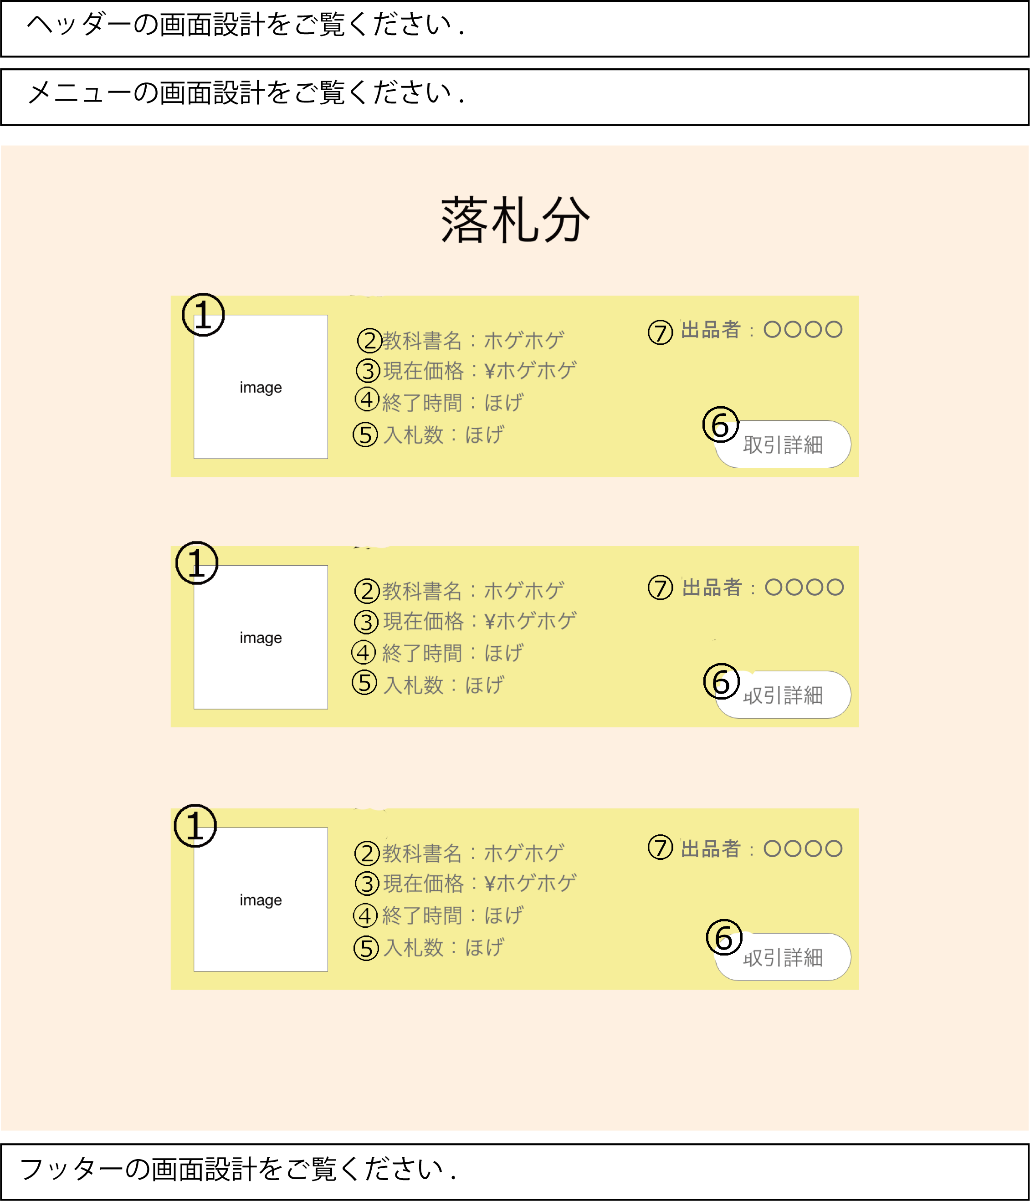 ヘッダーの画面設計をご覧ください.
メニューの画面設計をご覧ください.
落札分
①
image
②教科書名：ホゲホゲ
③現在価格：¥ホゲホゲ
④終了時間：ほげ
⑤入札数：ほげ
⑦ 出品者：〇〇〇〇
⑥
取引詳細
①
image
②教科書名：ホゲホゲ
③現在価格：¥ホゲホゲ
④終了時間：ほげ
⑤入札数：ほげ
⑦ 出品者：〇〇〇〇
⑥
取引詳細
①
image
②教科書名：ホゲホゲ
③現在価格：¥ホゲホゲ
④終了時間：ほげ
⑤入札数：ほげ
⑦ 出品者：〇〇〇〇
⑥
取引詳細
フッターの画面設計をご覧ください.